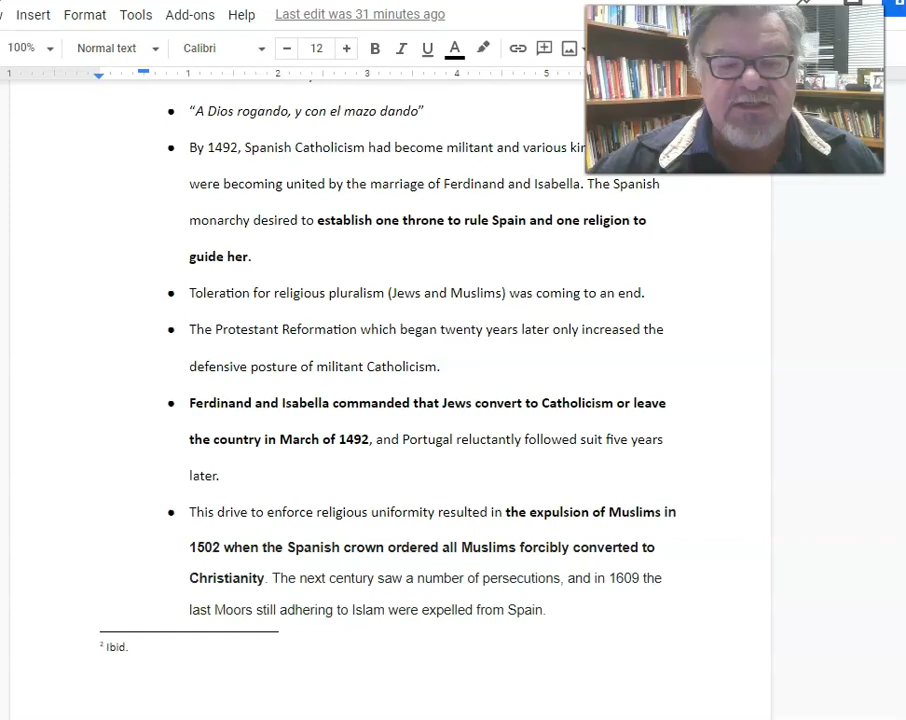 Insert Format Tools Add-ons Help Last edit was 31 minutes ago
100% Normal text Calibri 12 B I U A
1 1 2 3 4 5
● “A Dios rogando, y con el mazo dando”
● By 1492, Spanish Catholicism had become militant and various
were becoming united by the marriage of Ferdinand and Isabella. The Spanish
monarchy desired to establish one throne to rule Spain and one religion to
guide her.
● Toleration for religious pluralism (Jews and Muslims) was coming to an end.
● The Protestant Reformation which began twenty years later only increased the
defensive posture of militant Catholicism.
● Ferdinand and Isabella commanded that Jews convert to Catholicism or leave
the country in March of 1492, and Portugal reluctantly followed suit five years
later.
● This drive to enforce religious uniformity resulted in the expulsion of Muslims in
1502 when the Spanish crown ordered all Muslims forcibly converted to
Christianity. The next century saw a number of persecutions, and in 1609 the
last Moors still adhering to Islam were expelled from Spain.
2 Ibid.